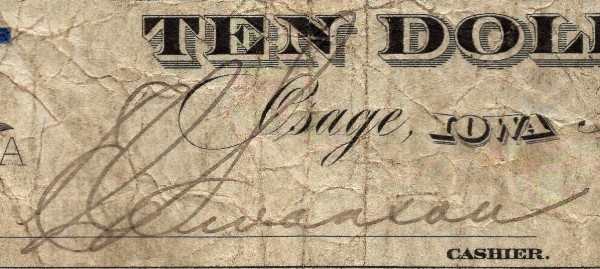 TEN DOLL
Osage, IOWA
A
CASHIER.